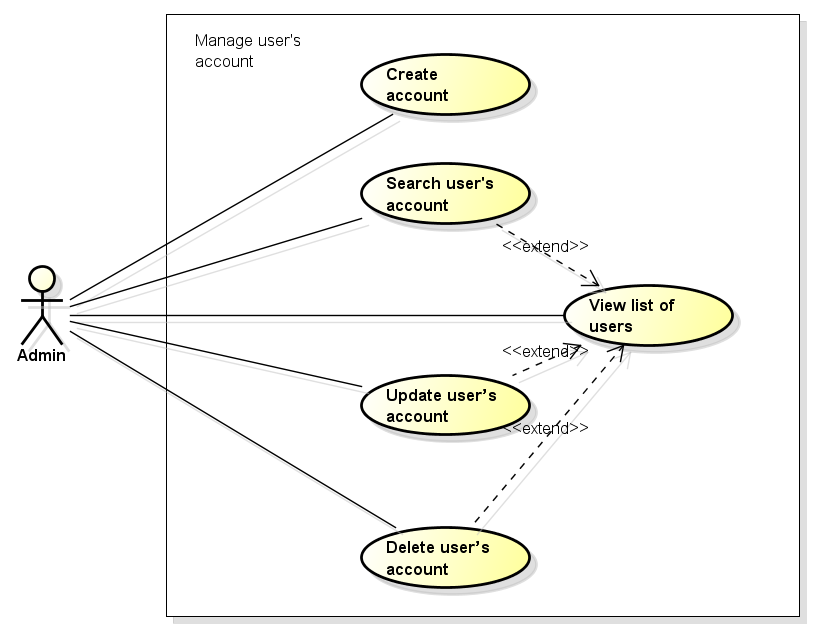 Manage user's
account
Create
account
Search user's
account
<<extend>>
View list of
users
Admin
<<extend>>
Update user’s
account
<<extend>>
Delete user’s
account